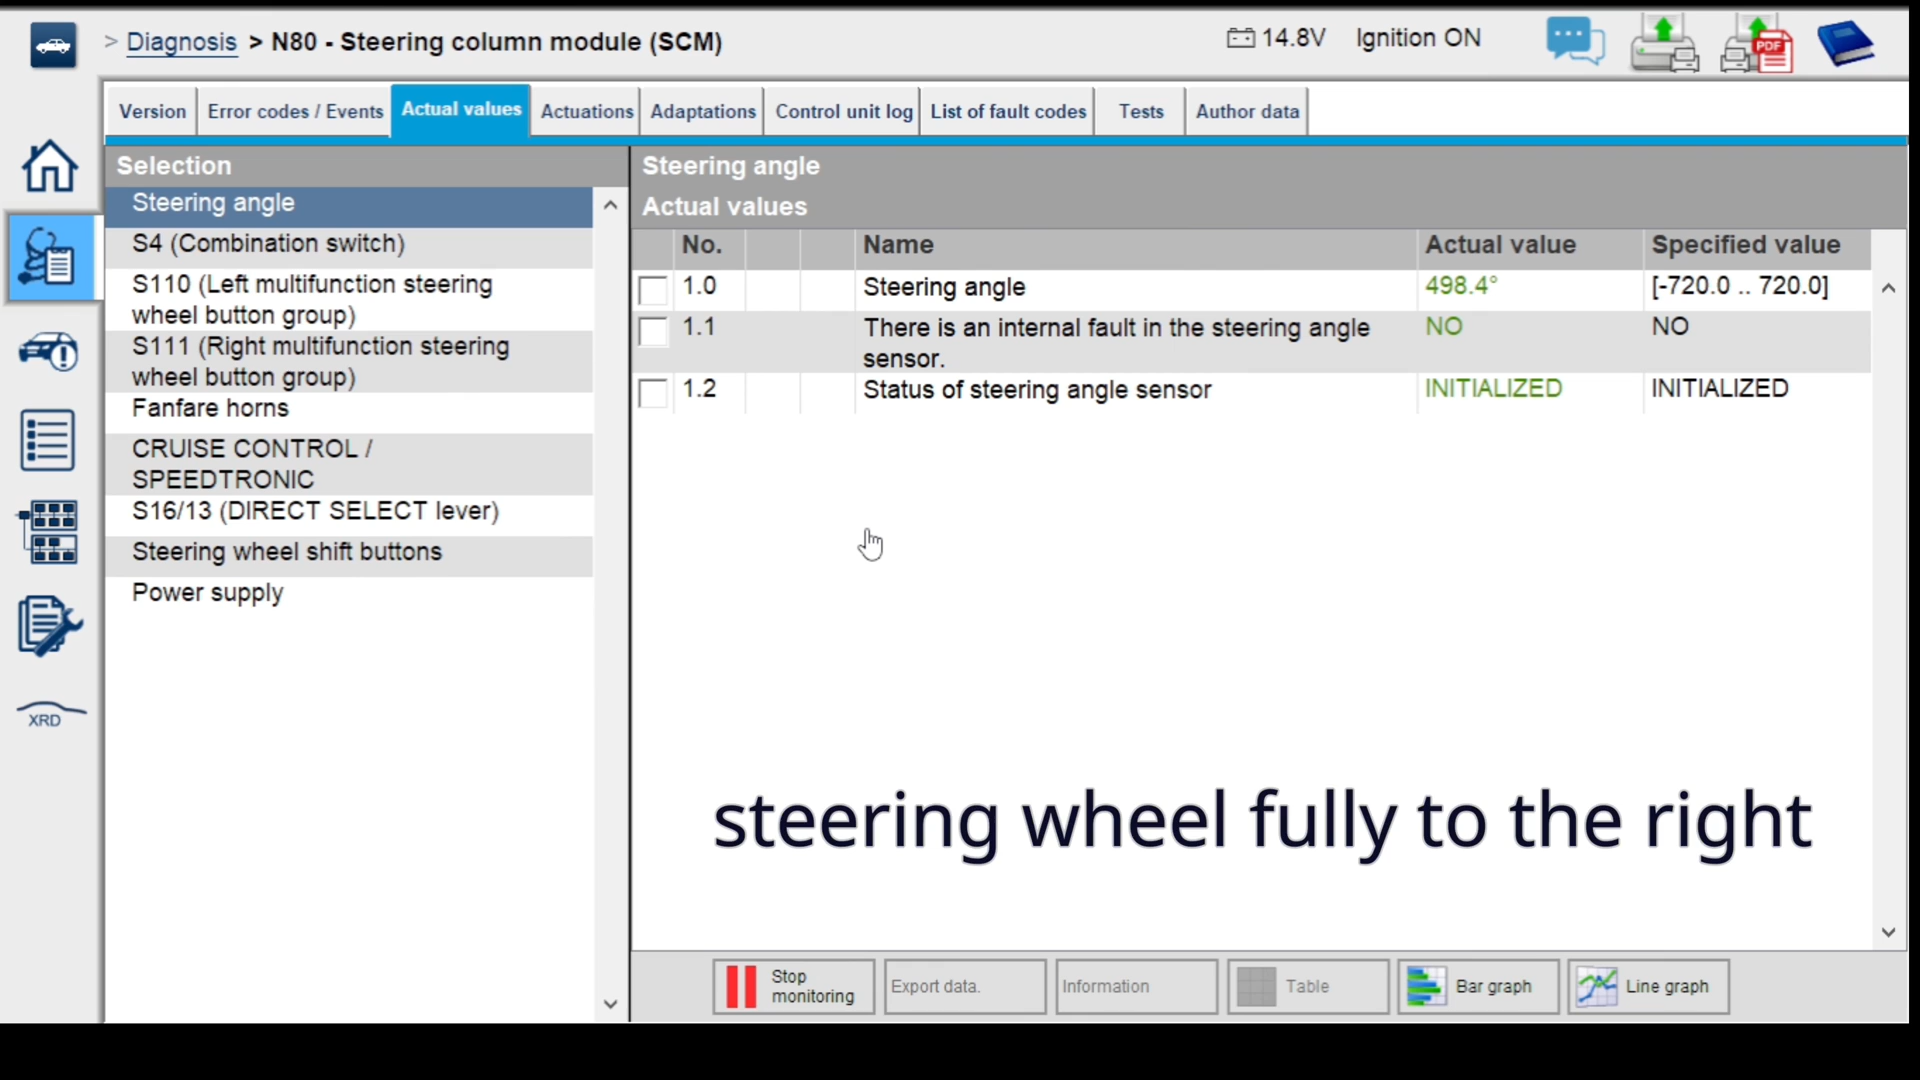 > Diagnosis > N80 - Steering column module (SCM)
14.8V Ignition ON
PDF
Version Error codes / Events Actual values Actuations Adaptations Control unit log List of fault codes Tests Author data
Selection
Steering angle
S4 (Combination switch)
S110 (Left multifunction steering
wheel button group)
S111 (Right multifunction steering
wheel button group)
Fanfare horns
CRUISE CONTROL /
SPEEDTRONIC
S16/13 (DIRECT SELECT lever)
Steering wheel shift buttons
Power supply
XRD
Steering angle
Actual values
No. Name Actual value Specified value
1.0 Steering angle 498.4° [-720.0 .. 720.0]
1.1 There is an internal fault in the steering angle NO NO
sensor.
1.2 Status of steering angle sensor INITIALIZED INITIALIZED
steering wheel fully to the right
Stop
monitoring
Export data.
Information
Table
Bar graph
Line graph